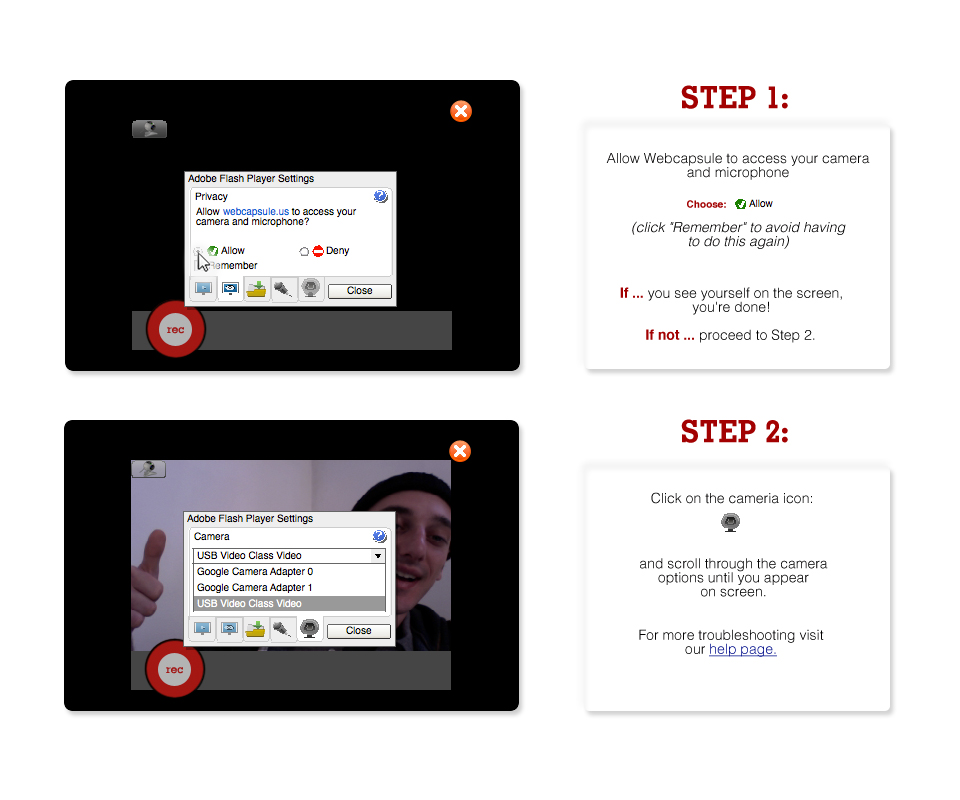 STEP 1:
Adobe Flash Player Settings
Privacy
Allow webcapsule.us to access your
camera and microphone?
Allow
Deny
Remember
Close
rec
Allow Webcapsule to access your camera
and microphone
Choose: Allow
(click "Remember" to avoid having
to do this again)
If ... you see yourself on the screen,
you're done!
If not ... proceed to Step 2.
STEP 2:
Adobe Flash Player Settings
Camera
USB Video Class Video
Google Camera Adapter 0
Google Camera Adapter 1
USB Video Class Video
Close
rec
Click on the cameria icon:
and scroll through the camera
options until you appear
on screen.
For more troubleshooting visit
our help page.